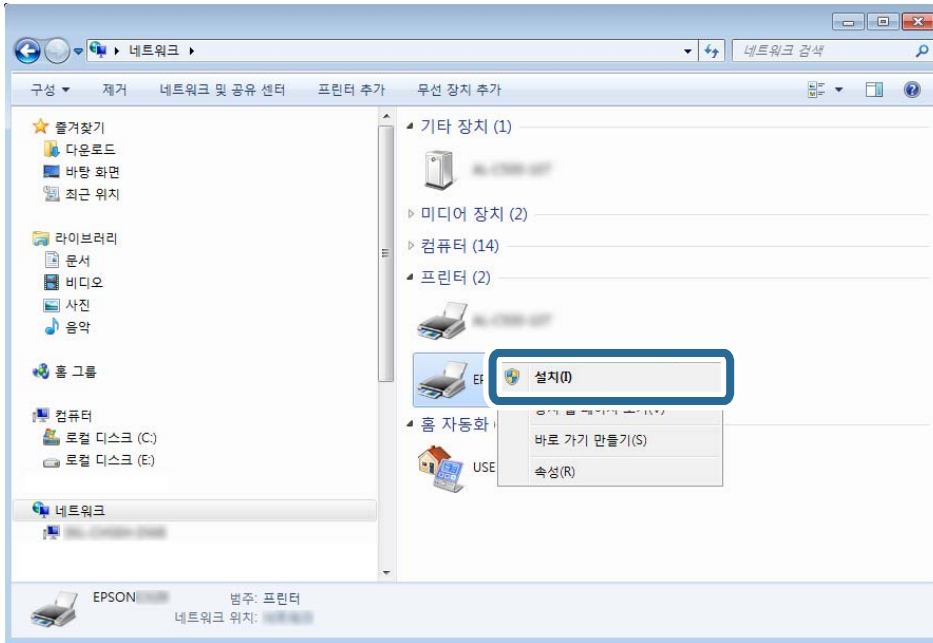 네트워크
네트워크 검색
구성 제거 네트워크 및 공유 센터 프린터 추가 무선 장치 추가
즐겨찾기
다운로드
바탕 화면
최근 위치
라이브러리
문서
비디오
사진
음악
홈 그룹
컴퓨터
로컬 디스크 (C:)
로컬 디스크 (E:)
네트워크
기타 장치 (1)
미디어 장치 (2)
컴퓨터 (14)
프린터 (2)
설치(I)
바로 가기 만들기(S)
속성(R)
홈 자동화
USE
EPSON 범주: 프린터
네트워크 위치: